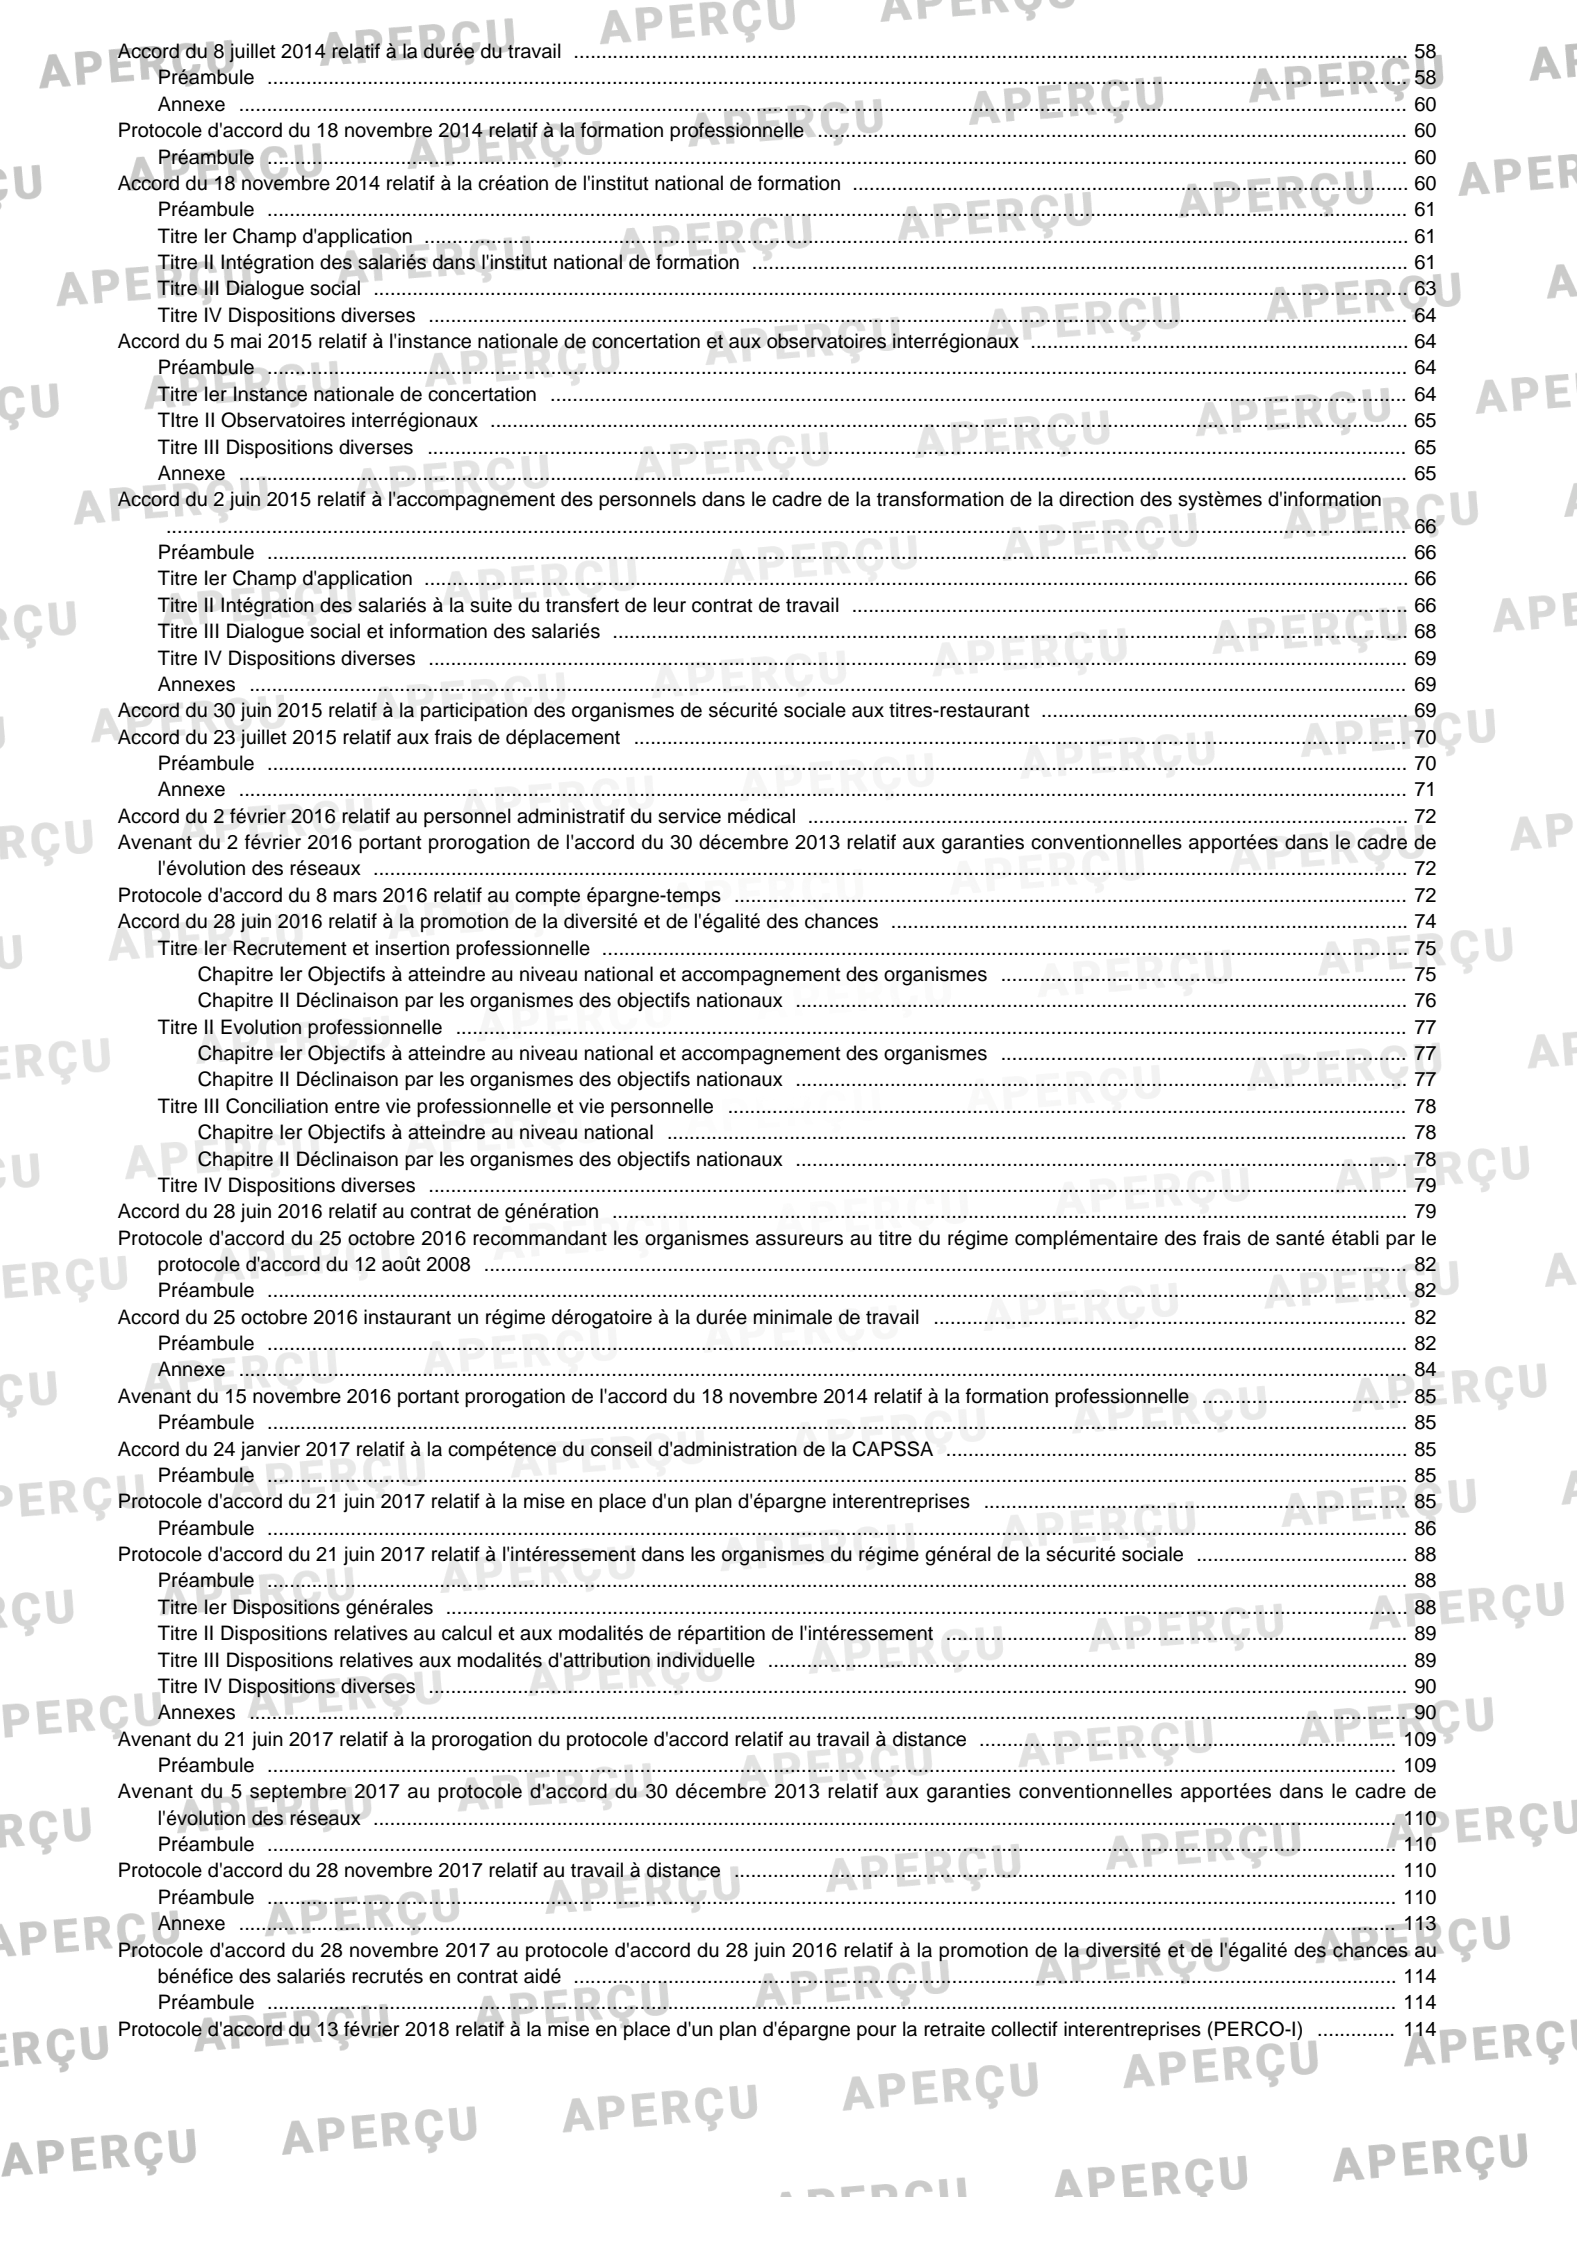 Accord du 8 juillet 2014 relatif à la durée du travail ........ 58
Préambule ........ 58
Annexe ........ 60
Protocole d'accord du 18 novembre 2014 relatif à la formation professionnelle ........ 60
Préambule ........ 60
Accord du 18 novembre 2014 relatif à la création de l'institut national de formation ........ 60
Préambule ........ 61
Titre Ier Champ d'application ........ 61
Titre II Intégration des salariés dans l'institut national de formation ........ 61
Titre III Dialogue social ........ 63
Titre IV Dispositions diverses ........ 64
Accord du 5 mai 2015 relatif à l'instance nationale de concertation et aux observatoires interrégionaux ........ 64
Préambule ........ 64
Titre Ier Instance nationale de concertation ........ 64
TItre II Observatoires interrégionaux ........ 65
Titre III Dispositions diverses ........ 65
Annexe ........ 65
Accord du 2 juin 2015 relatif à l'accompagnement des personnels dans le cadre de la transformation de la direction des systèmes d'information
........ 66
Préambule ........ 66
Titre Ier Champ d'application ........ 66
Titre II Intégration des salariés à la suite du transfert de leur contrat de travail ........ 66
Titre III Dialogue social et information des salariés ........ 68
Titre IV Dispositions diverses ........ 69
Annexes ........ 69
Accord du 30 juin 2015 relatif à la participation des organismes de sécurité sociale aux titres-restaurant ........ 69
Accord du 23 juillet 2015 relatif aux frais de déplacement ........ 70
Préambule ........ 70
Annexe ........ 71
Accord du 2 février 2016 relatif au personnel administratif du service médical ........ 72
Avenant du 2 février 2016 portant prorogation de l'accord du 30 décembre 2013 relatif aux garanties conventionnelles apportées dans le cadre de
l'évolution des réseaux ........ 72
Protocole d'accord du 8 mars 2016 relatif au compte épargne-temps ........ 72
Accord du 28 juin 2016 relatif à la promotion de la diversité et de l'égalité des chances ........ 74
Titre Ier Recrutement et insertion professionnelle ........ 75
Chapitre Ier Objectifs à atteindre au niveau national et accompagnement des organismes ........ 75
Chapitre II Déclinaison par les organismes des objectifs nationaux ........ 76
Titre II Evolution professionnelle ........ 77
Chapitre Ier Objectifs à atteindre au niveau national et accompagnement des organismes ........ 77
Chapitre II Déclinaison par les organismes des objectifs nationaux ........ 77
Titre III Conciliation entre vie professionnelle et vie personnelle ........ 78
Chapitre Ier Objectifs à atteindre au niveau national ........ 78
Chapitre II Déclinaison par les organismes des objectifs nationaux ........ 78
Titre IV Dispositions diverses ........ 79
Accord du 28 juin 2016 relatif au contrat de génération ........ 79
Protocole d'accord du 25 octobre 2016 recommandant les organismes assureurs au titre du régime complémentaire des frais de santé établi par le
protocole d'accord du 12 août 2008 ........ 82
Préambule ........ 82
Accord du 25 octobre 2016 instaurant un régime dérogatoire à la durée minimale de travail ........ 82
Préambule ........ 82
Annexe ........ 84
Avenant du 15 novembre 2016 portant prorogation de l'accord du 18 novembre 2014 relatif à la formation professionnelle ........ 85
Préambule ........ 85
Accord du 24 janvier 2017 relatif à la compétence du conseil d'administration de la CAPSSA ........ 85
Préambule ........ 85
Protocole d'accord du 21 juin 2017 relatif à la mise en place d'un plan d'épargne interentreprises ........ 85
Préambule ........ 86
Protocole d'accord du 21 juin 2017 relatif à l'intéressement dans les organismes du régime général de la sécurité sociale ........ 88
Préambule ........ 88
Titre Ier Dispositions générales ........ 88
Titre II Dispositions relatives au calcul et aux modalités de répartition de l'intéressement ........ 89
Titre III Dispositions relatives aux modalités d'attribution individuelle ........ 89
Titre IV Dispositions diverses ........ 90
Annexes ........ 90
Avenant du 21 juin 2017 relatif à la prorogation du protocole d'accord relatif au travail à distance ........ 109
Préambule ........ 109
Avenant du 5 septembre 2017 au protocole d'accord du 30 décembre 2013 relatif aux garanties conventionnelles apportées dans le cadre de
l'évolution des réseaux ........ 110
Préambule ........ 110
Protocole d'accord du 28 novembre 2017 relatif au travail à distance ........ 110
Préambule ........ 110
Annexe ........ 113
Protocole d'accord du 28 novembre 2017 au protocole d'accord du 28 juin 2016 relatif à la promotion de la diversité et de l'égalité des chances au
bénéfice des salariés recrutés en contrat aidé ........ 114
Préambule ........ 114
Protocole d'accord du 13 février 2018 relatif à la mise en place d'un plan d'épargne pour la retraite collectif interentreprises (PERCO-I) ........ 114
APERÇU